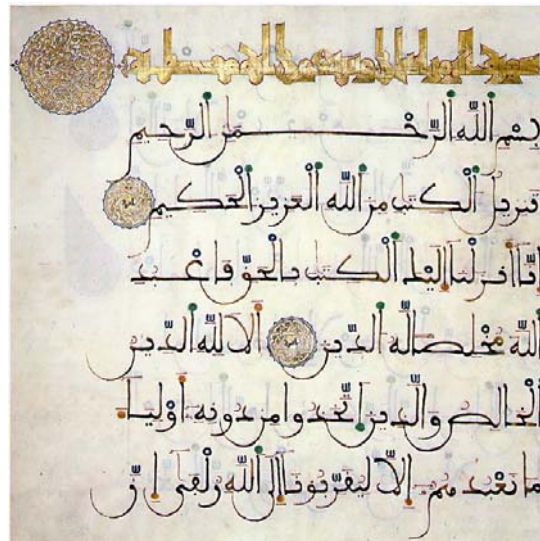 بسم الله الرحمن الرحيم
تنزيل الكتب من الله العزيز الحكيم
إنا أنزلنا إليك الكتب بالحق فاعبد
الله مخلصا له الدين ألا لله الدين
الخالص والذين اتخذوا من دونه أوليا
ما نعبدهم إلا ليقربونا إلى الله زلفى إن